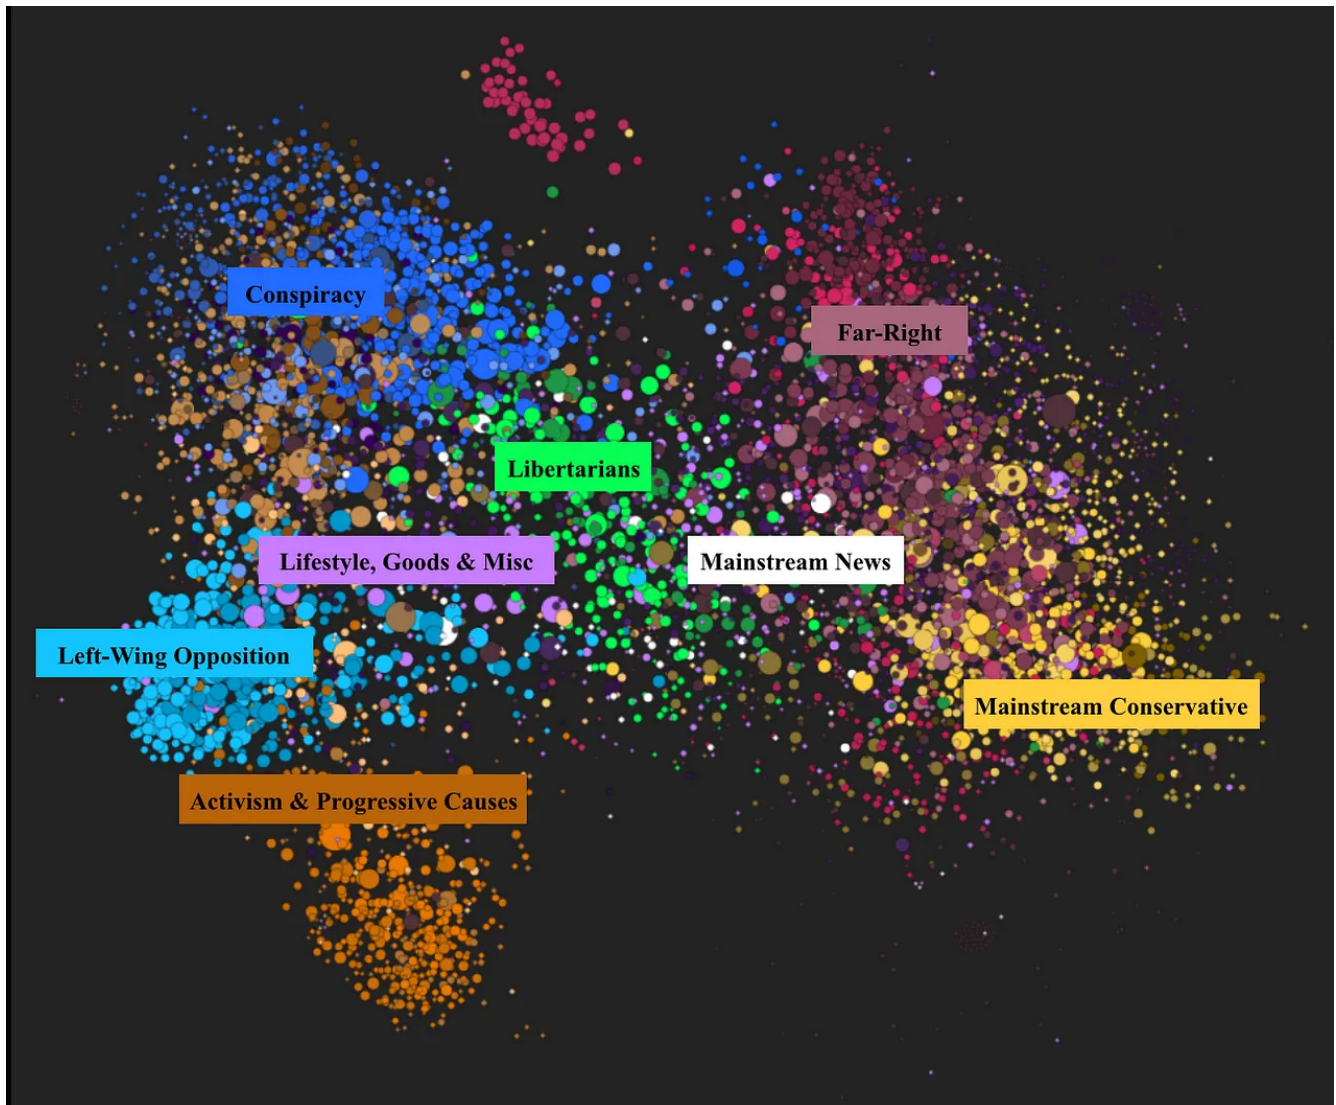 Conspiracy
Far-Right
Libertarians
Lifestyle, Goods & Misc
Mainstream News
Left-Wing Opposition
Mainstream Conservative
Activism & Progressive Causes